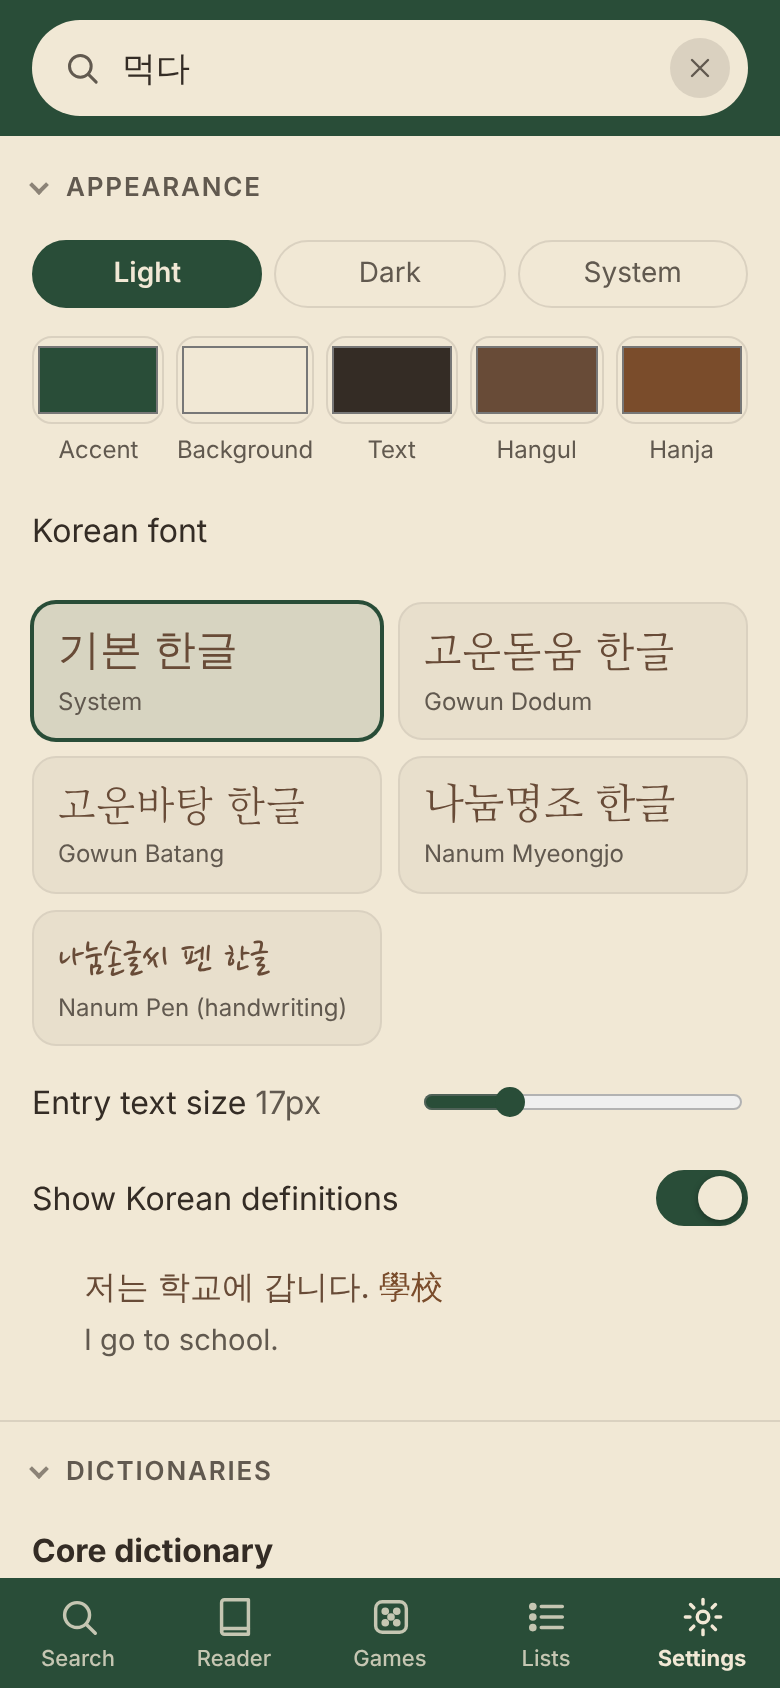 먹다
APPEARANCE
Light Dark System
Accent Background Text Hangul Hanja
Korean font
기본 한글
System
고운돋움 한글
Gowun Dodum
고운바탕 한글
Gowun Batang
나눔명조 한글
Nanum Myeongjo
나눔손글씨 펜 한글
Nanum Pen (handwriting)
Entry text size 17px
Show Korean definitions
저는 학교에 갑니다. 學校
I go to school.
DICTIONARIES
Core dictionary
Search Reader Games Lists Settings